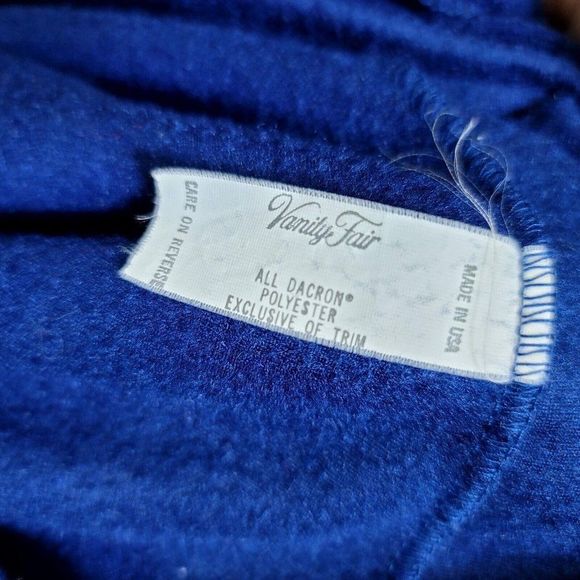 CARE ON REVERSE
Vanity Fair
ALL DACRON®
POLYESTER
EXCLUSIVE OF TRIM
MADE IN USA